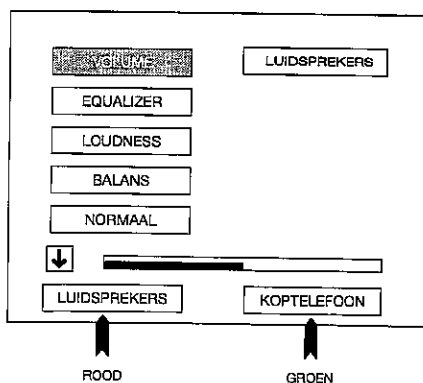 VOLUME LUIDSPREKERS
EQUALIZER
LOUDNESS
BALANS
NORMAAL
LUIDSPREKERS KOPTELEFOON
ROOD GROEN